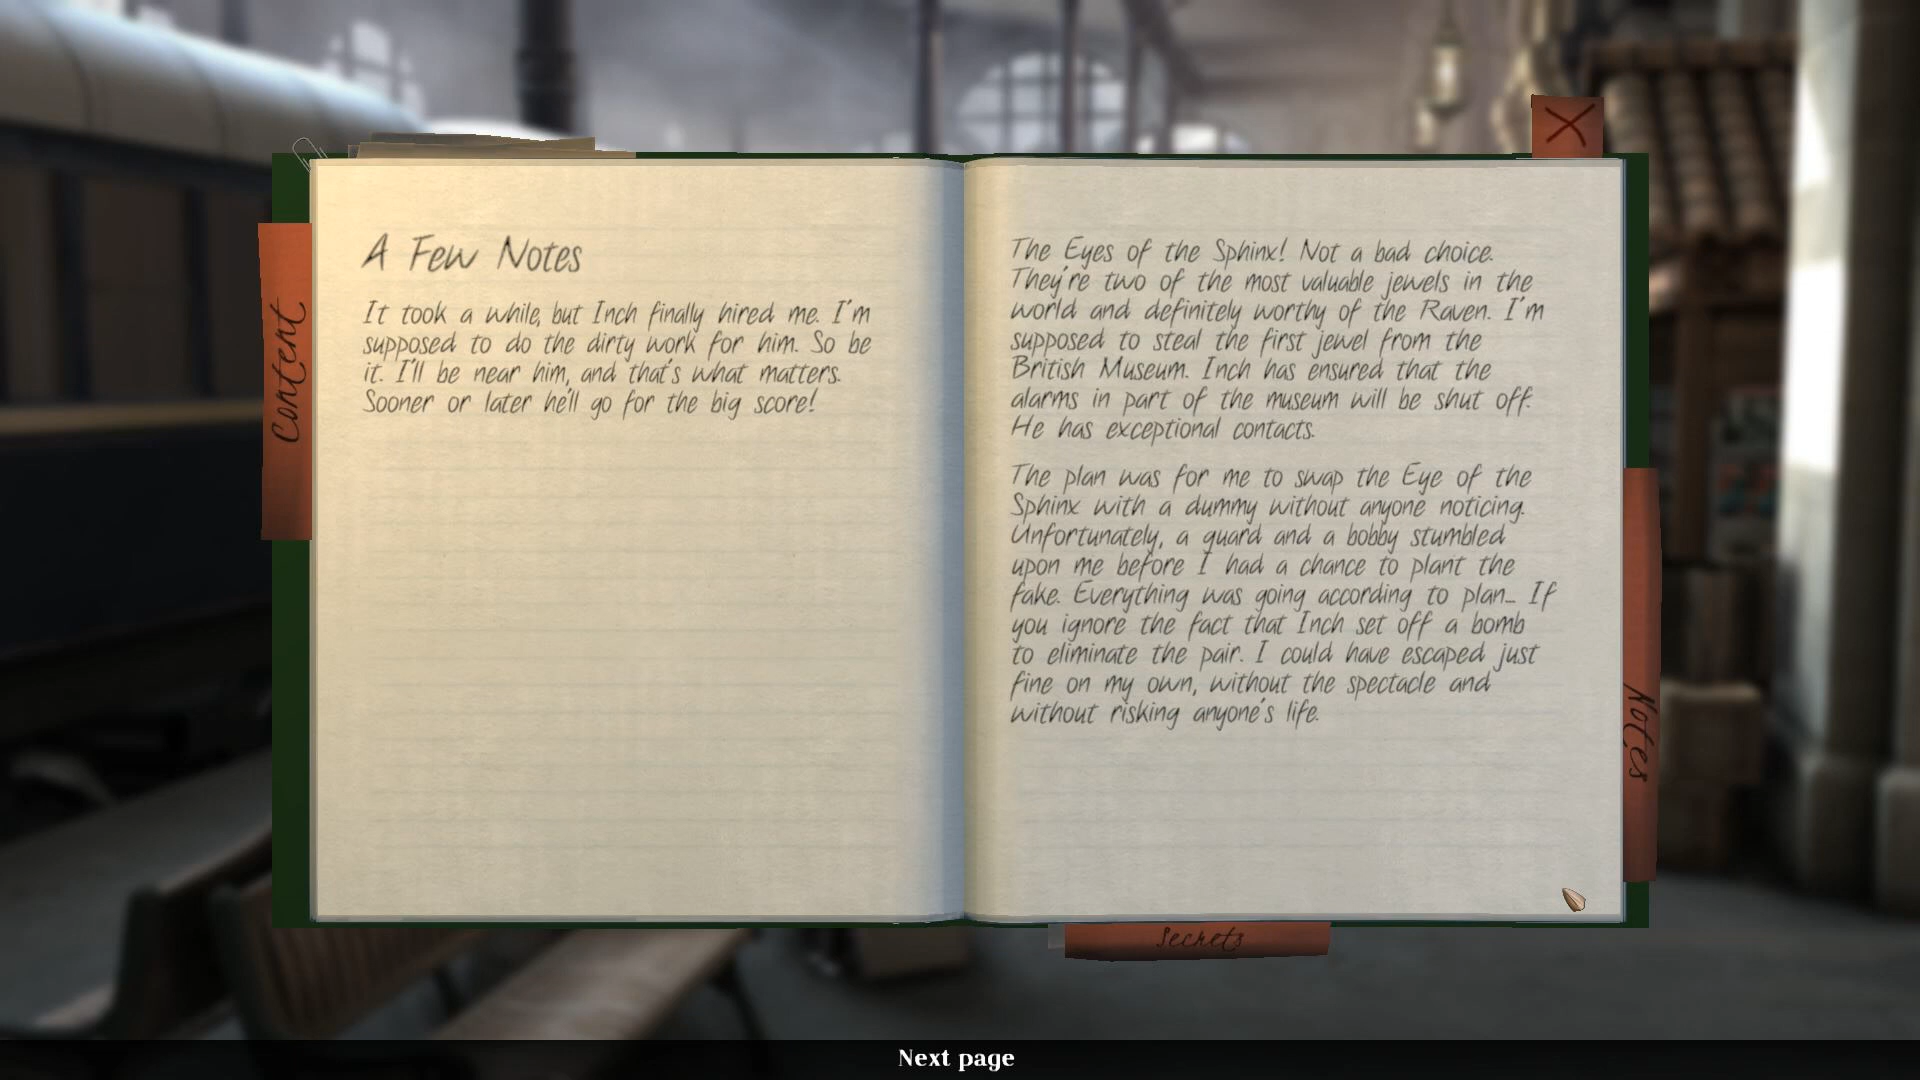 Content
A Few Notes
It took a while, but Inch finally hired me. I'm
supposed to do the dirty work for him. So be
it. I'll be near him, and that's what matters.
Sooner or later he'll go for the big score!
The Eyes of the Sphinx! Not a bad choice.
They're two of the most valuable jewels in the
world and definitely worthy of the Raven. I'm
supposed to steal the first jewel from the
British Museum. Inch has ensured that the
alarms in part of the museum will be shut off.
He has exceptional contacts.
The plan was for me to swap the Eye of the
Sphinx with a dummy without anyone noticing.
Unfortunately, a guard and a bobby stumbled
upon me before I had a chance to plant the
fake. Everything was going according to plan... If
you ignore the fact that Inch set off a bomb
to eliminate the pair. I could have escaped just
fine on my own, without the spectacle and
without risking anyone's life.
Notes
Secrets
Next page